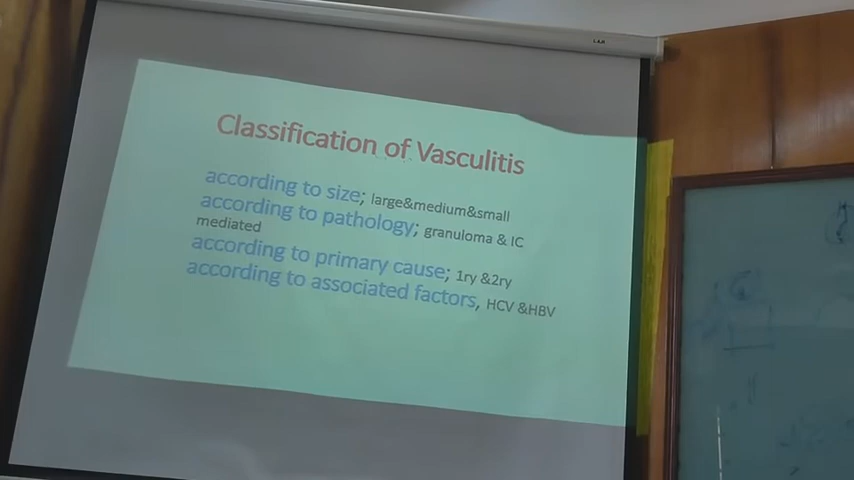 Classification of Vasculitis
according to size; large&medium&small
according to pathology; granuloma & IC
mediated
according to primary cause; 1ry &2ry
according to associated factors, HCV &HBV